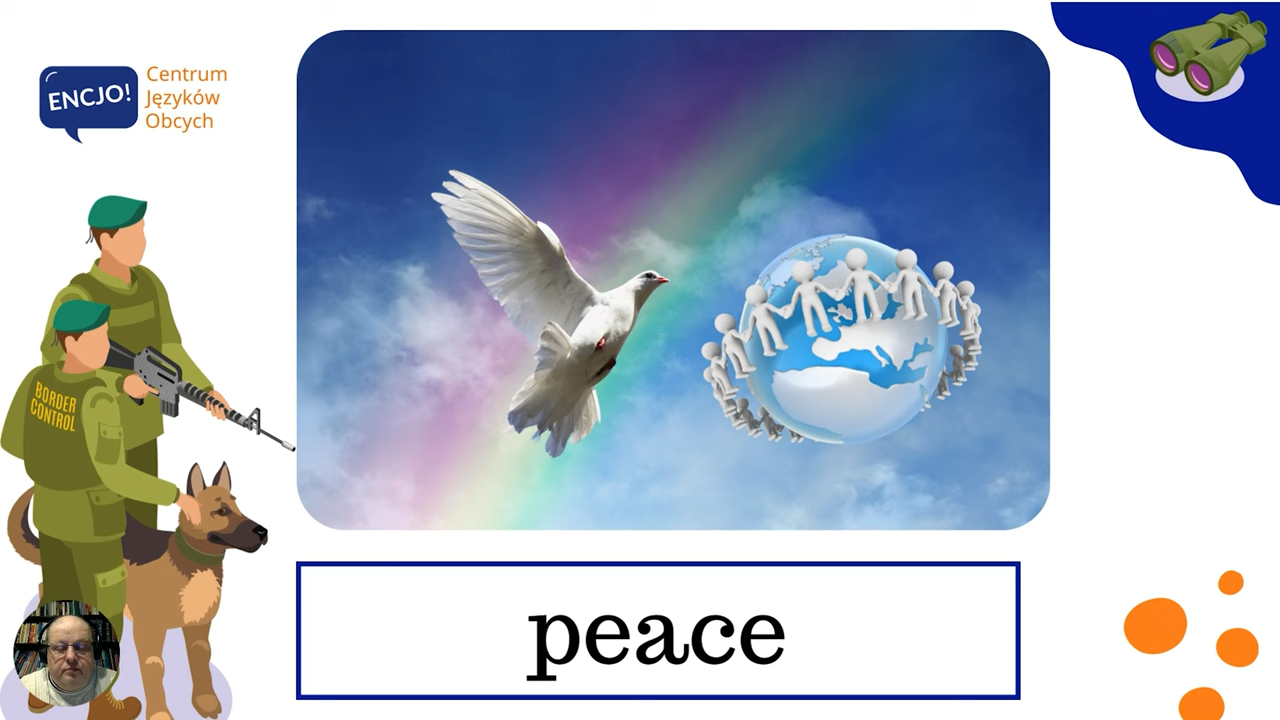 ENCJO!
Centrum
Języków
Obcych
BORDER
CONTROL
peace